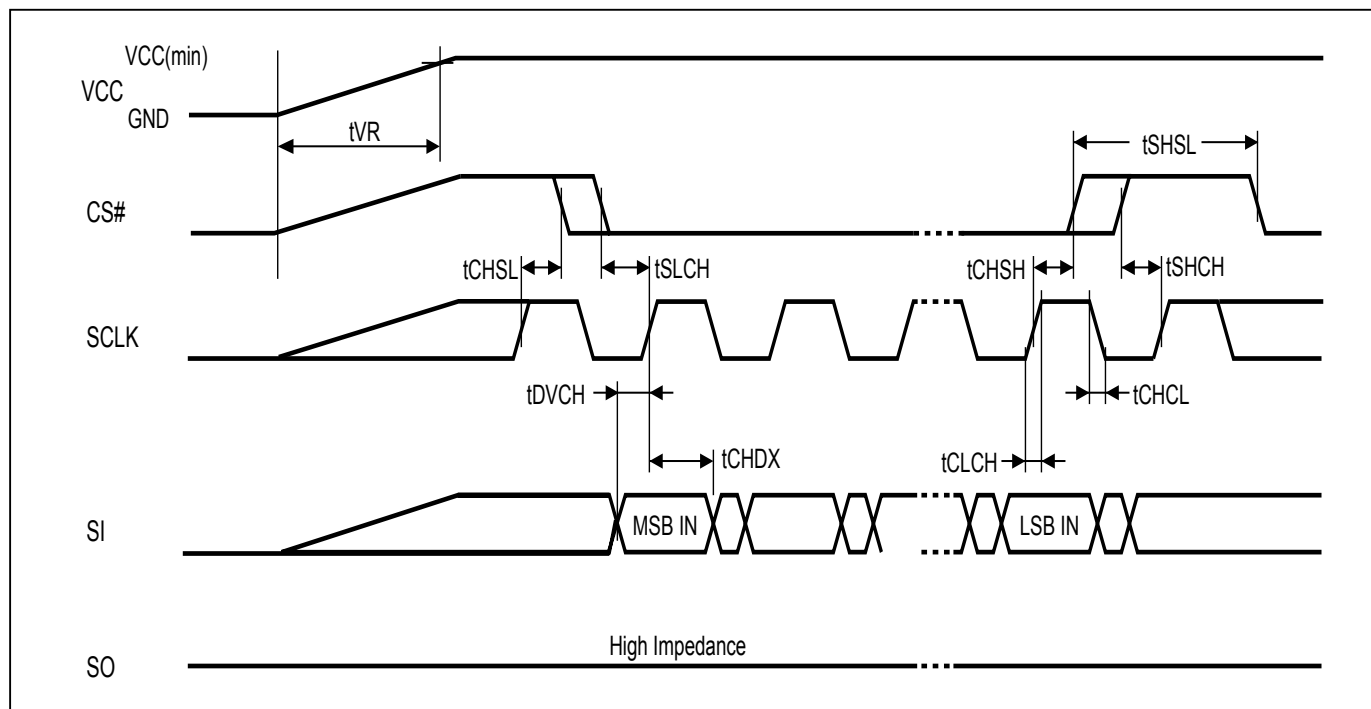 VCC(min)
VCC
GND
tVR
tSHSL
CS#
tCHSL
tSLCH
tCHSH
tSHCH
SCLK
tDVCH
tCHCL
tCHDX
tCLCH
SI
MSB IN
LSB IN
High Impedance
SO